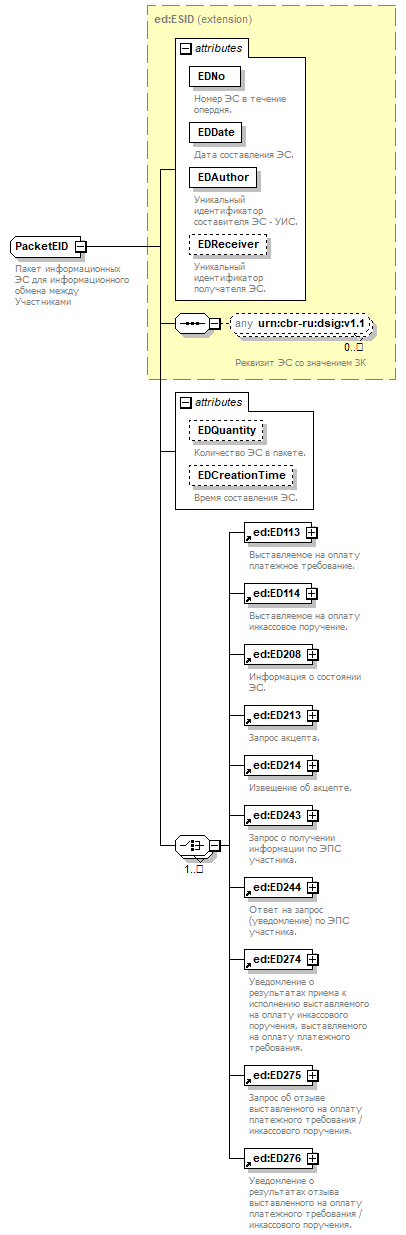 ed:ESID (extension)
attributes
EDNo
Номер ЭС в течение
опердня.
EDDate
Дата составления ЭС.
EDAuthor
Уникальный
идентификатор
составителя ЭС - УИС.
EDReceiver
Уникальный
идентификатор
получателя ЭС.
PacketEID
Пакет информационных
ЭС для информационного
обмена между
Участниками
any urn:cbr-ru:dsig:v1.1
0..□
Реквизит ЭС со значением ЗК
attributes
EDQuantity
Количество ЭС в пакете.
EDCreationTime
Время составления ЭС.
ed:ED113
Выставляемое на оплату
платежное требование.
ed:ED114
Выставляемое на оплату
инкассовое поручение.
ed:ED208
Информация о состоянии
ЭС.
ed:ED213
Запрос акцепта.
ed:ED214
Извещение об акцепте.
ed:ED243
Запрос о получении
информации по ЭПС
участника.
1..□
ed:ED244
Ответ на запрос
(уведомление) по ЭПС
участника.
ed:ED274
Уведомление о
результатах приема к
исполнению выставляемого
на оплату инкассового
поручения, выставляемого
на оплату платежного
требования.
ed:ED275
Запрос об отзыве
выставленного на оплату
платежного требования /
инкассового поручения.
ed:ED276
Уведомление о
результатах отзыва
выставленного на оплату
платежного требования /
инкассового поручения.